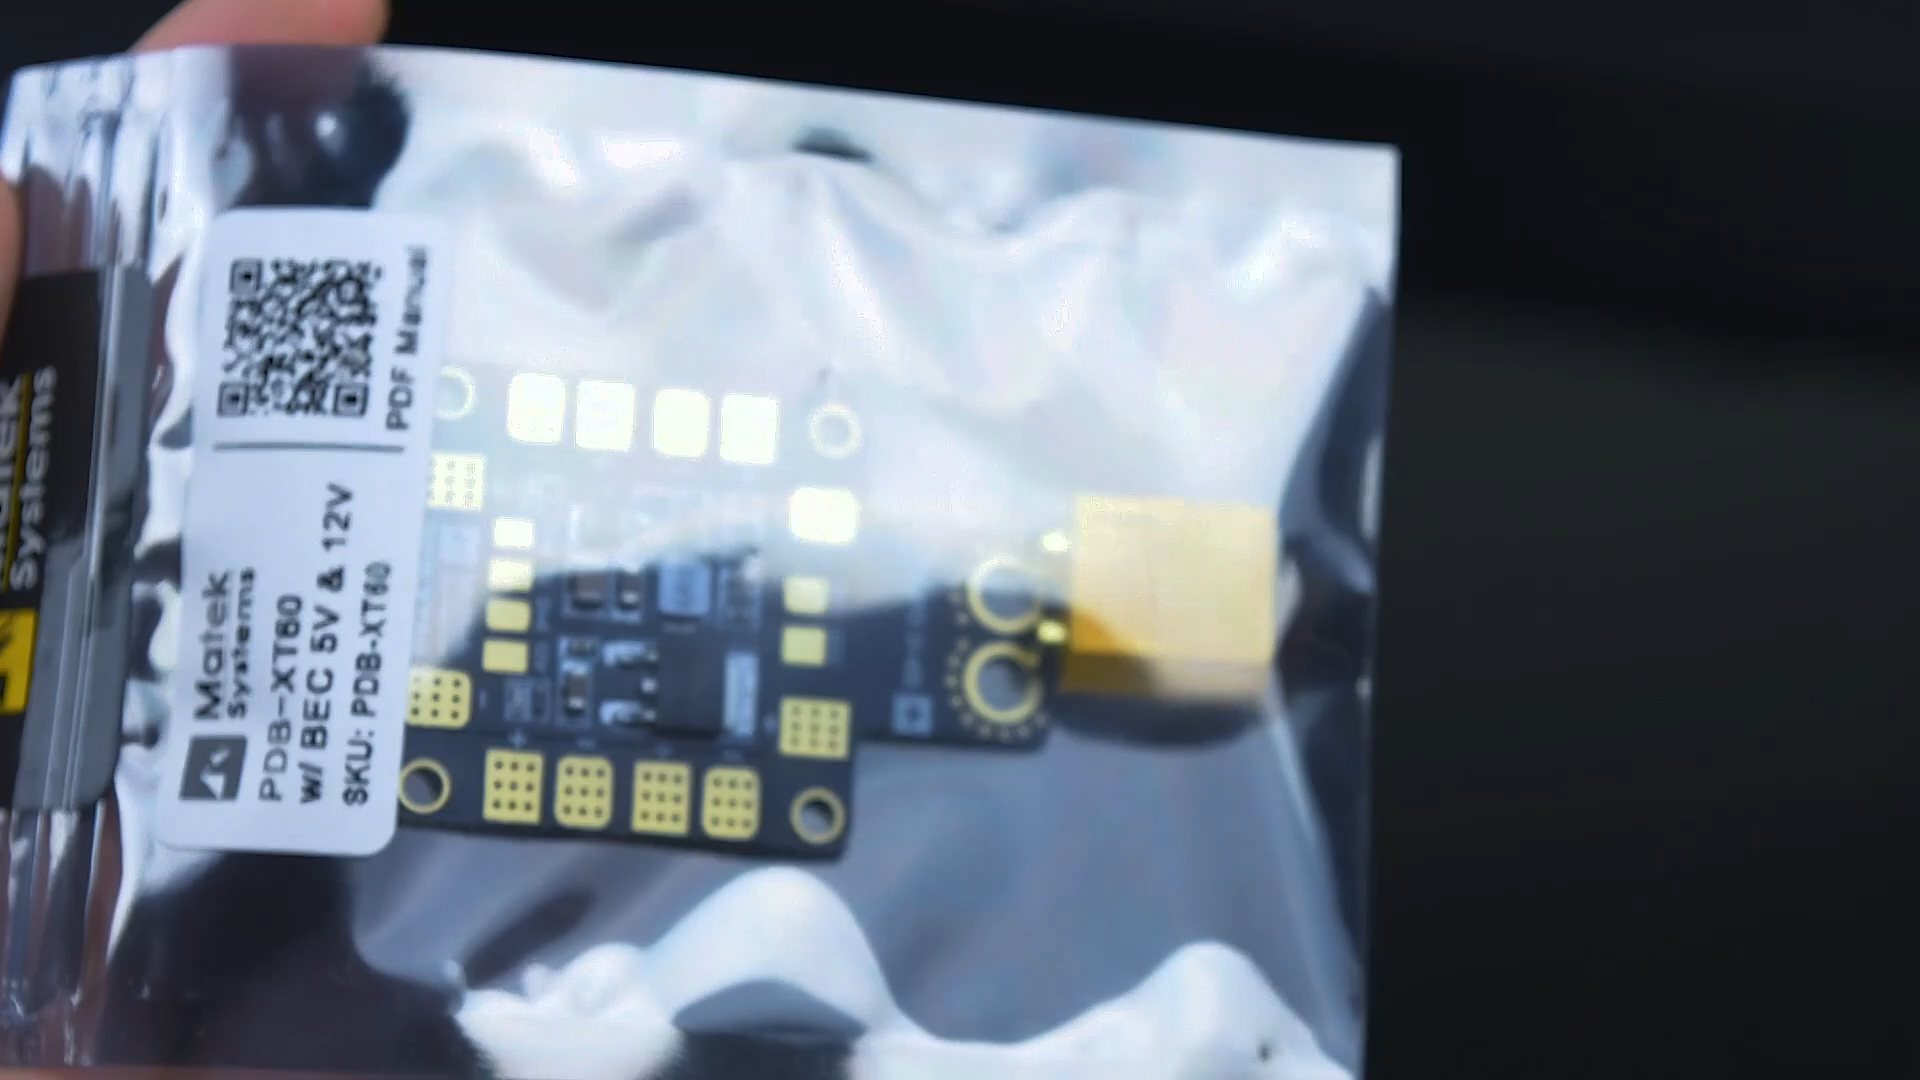 PDF Manual
Matek
Systems
PDB-XT60
w/ BEC 5V & 12V
SKU: PDB-XT60
Systems